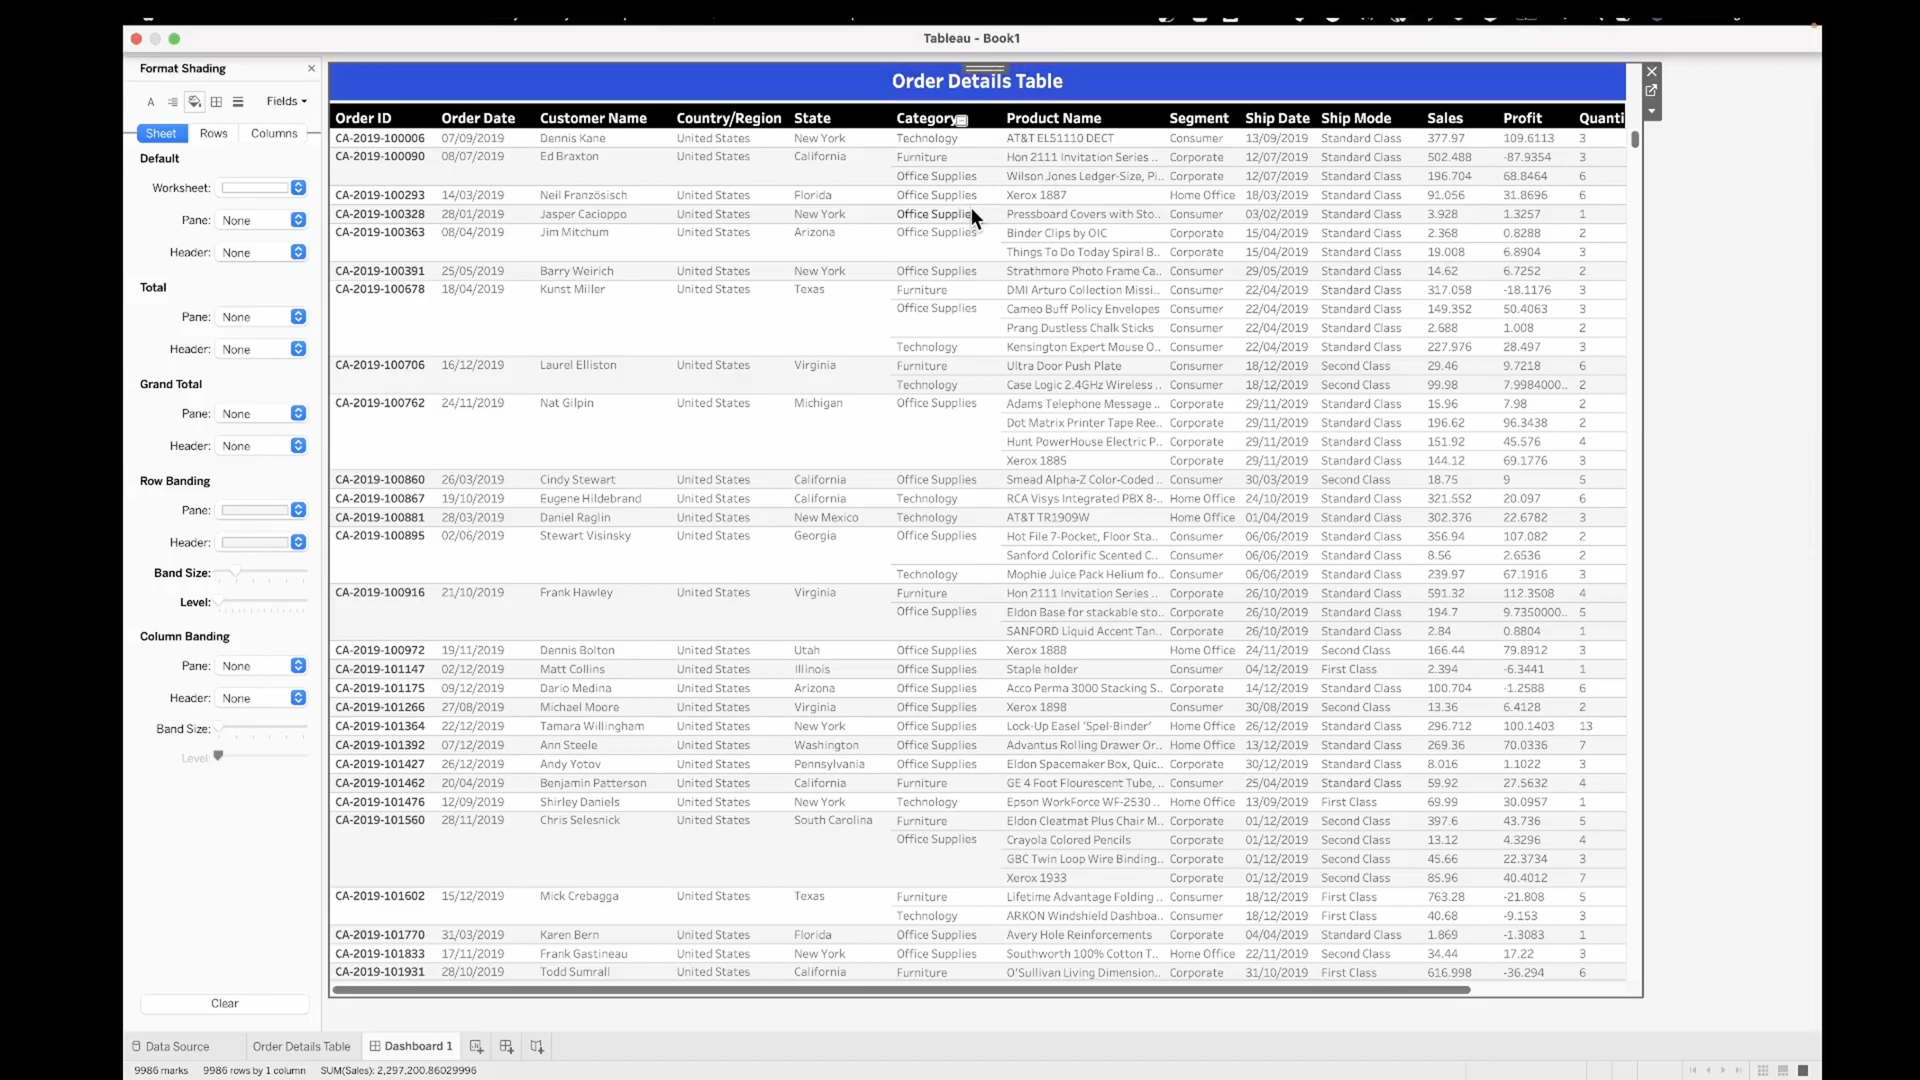 Tableau - Book1
Format Shading
Fields
Sheet Rows Columns
Default
Worksheet:
Pane: None
Header: None
Total
Pane: None
Header: None
Grand Total
Pane: None
Header: None
Row Banding
Pane:
Header:
Band Size:
Level:
Column Banding
Pane: None
Header: None
Band Size:
Level:
Clear
Order Details Table
Order ID Order Date Customer Name Country/Region State Category Product Name Segment Ship Date Ship Mode Sales Profit Quanti
CA-2019-100006 07/09/2019 Dennis Kane United States New York Technology AT&T EL51110 DECT Consumer 13/09/2019 Standard Class 377.97 109.6113 3
CA-2019-100090 08/07/2019 Ed Braxton United States California Furniture Hon 2111 Invitation Series .. Corporate 12/07/2019 Standard Class 502.488 -87.9354 3
Office Supplies Wilson Jones Ledger-Size, Pi.. Corporate 12/07/2019 Standard Class 196.704 68.8464 6
CA-2019-100293 14/03/2019 Neil Französisch United States Florida Office Supplies Xerox 1887 Home Office 18/03/2019 Standard Class 91.056 31.8696 6
CA-2019-100328 28/01/2019 Jasper Cacioppo United States New York Office Supplies Pressboard Covers with Sto.. Consumer 03/02/2019 Standard Class 3.928 1.3257 1
CA-2019-100363 08/04/2019 Jim Mitchum United States Arizona Office Supplies Binder Clips by OIC Corporate 15/04/2019 Standard Class 2.368 0.8288 2
Things To Do Today Spiral B.. Corporate 15/04/2019 Standard Class 19.008 6.8904 3
CA-2019-100391 25/05/2019 Barry Weirich United States New York Office Supplies Strathmore Photo Frame Ca.. Consumer 29/05/2019 Standard Class 14.62 6.7252 2
CA-2019-100678 18/04/2019 Kunst Miller United States Texas Furniture DMI Arturo Collection Missi.. Consumer 22/04/2019 Standard Class 317.058 -18.1176 3
Office Supplies Cameo Buff Policy Envelopes Consumer 22/04/2019 Standard Class 149.352 50.4063 3
Prang Dustless Chalk Sticks Consumer 22/04/2019 Standard Class 2.688 1.008 2
Technology Kensington Expert Mouse O.. Consumer 22/04/2019 Standard Class 227.976 28.497 3
CA-2019-100706 16/12/2019 Laurel Elliston United States Virginia Furniture Ultra Door Push Plate Consumer 18/12/2019 Second Class 29.46 9.7218 6
Technology Case Logic 2.4GHz Wireless .. Consumer 18/12/2019 Second Class 99.98 7.9984000.. 2
CA-2019-100762 24/11/2019 Nat Gilpin United States Michigan Office Supplies Adams Telephone Message .. Corporate 29/11/2019 Standard Class 15.96 7.98 2
Dot Matrix Printer Tape Ree.. Corporate 29/11/2019 Standard Class 196.62 96.3438 2
Hunt PowerHouse Electric P.. Corporate 29/11/2019 Standard Class 151.92 45.576 4
Xerox 1885 Corporate 29/11/2019 Standard Class 144.12 69.1776 3
CA-2019-100860 26/03/2019 Cindy Stewart United States California Office Supplies Smead Alpha-Z Color-Coded .. Consumer 30/03/2019 Second Class 18.75 9 5
CA-2019-100867 19/10/2019 Eugene Hildebrand United States California Technology RCA Visys Integrated PBX 8-.. Home Office 24/10/2019 Standard Class 321.552 20.097 6
CA-2019-100881 28/03/2019 Daniel Raglin United States New Mexico Technology AT&T TR1909W Home Office 01/04/2019 Standard Class 302.376 22.6782 3
CA-2019-100895 02/06/2019 Stewart Visinsky United States Georgia Office Supplies Hot File 7-Pocket, Floor Sta.. Consumer 06/06/2019 Standard Class 356.94 107.082 2
Sanford Colorific Scented C.. Consumer 06/06/2019 Standard Class 8.56 2.6536 2
Technology Mophie Juice Pack Helium fo.. Consumer 06/06/2019 Standard Class 239.97 67.1916 3
CA-2019-100916 21/10/2019 Frank Hawley United States Virginia Furniture Hon 2111 Invitation Series .. Corporate 26/10/2019 Standard Class 591.32 112.3508 4
Office Supplies Eldon Base for stackable sto.. Corporate 26/10/2019 Standard Class 194.7 9.7350000.. 5
SANFORD Liquid Accent Tan.. Corporate 26/10/2019 Standard Class 2.84 0.8804 1
CA-2019-100972 19/11/2019 Dennis Bolton United States Utah Office Supplies Xerox 1888 Home Office 24/11/2019 Second Class 166.44 79.8912 3
CA-2019-101147 02/12/2019 Matt Collins United States Illinois Office Supplies Staple holder Consumer 04/12/2019 First Class 2.394 -6.3441 1
CA-2019-101175 09/12/2019 Dario Medina United States Arizona Office Supplies Acco Perma 3000 Stacking S.. Corporate 14/12/2019 Standard Class 100.704 -1.2588 6
CA-2019-101266 27/08/2019 Michael Moore United States Virginia Office Supplies Xerox 1898 Consumer 30/08/2019 Second Class 13.36 6.4128 2
CA-2019-101364 22/12/2019 Tamara Willingham United States New York Office Supplies Lock-Up Easel 'Spel-Binder' Home Office 26/12/2019 Standard Class 296.712 100.1403 13
CA-2019-101392 07/12/2019 Ann Steele United States Washington Office Supplies Advantus Rolling Drawer Or.. Home Office 13/12/2019 Standard Class 269.36 70.0336 7
CA-2019-101427 26/12/2019 Andy Yotov United States Pennsylvania Office Supplies Eldon Spacemaker Box, Quic.. Corporate 30/12/2019 Standard Class 8.016 1.1022 3
CA-2019-101462 20/04/2019 Benjamin Patterson United States California Furniture GE 4 Foot Flourescent Tube, .. Consumer 25/04/2019 Standard Class 59.92 27.5632 4
CA-2019-101476 12/09/2019 Shirley Daniels United States New York Technology Epson WorkForce WF-2530 .. Home Office 13/09/2019 First Class 69.99 30.0957 1
CA-2019-101560 28/11/2019 Chris Selesnick United States South Carolina Furniture Eldon Cleatmat Plus Chair M.. Corporate 01/12/2019 Second Class 397.6 43.736 5
Office Supplies Crayola Colored Pencils Corporate 01/12/2019 Second Class 13.12 4.3296 4
GBC Twin Loop Wire Binding.. Corporate 01/12/2019 Second Class 45.66 22.3734 3
Xerox 1933 Corporate 01/12/2019 Second Class 85.96 40.4012 7
CA-2019-101602 15/12/2019 Mick Crebagga United States Texas Furniture Lifetime Advantage Folding .. Consumer 18/12/2019 First Class 763.28 -21.808 5
Technology ARKON Windshield Dashboa.. Consumer 18/12/2019 First Class 40.68 -9.153 3
CA-2019-101770 31/03/2019 Karen Bern United States Florida Office Supplies Avery Hole Reinforcements Corporate 04/04/2019 Standard Class 1.869 -1.3083 1
CA-2019-101833 17/11/2019 Frank Gastineau United States New York Office Supplies Southworth 100% Cotton T.. Home Office 22/11/2019 Second Class 34.44 17.22 3
CA-2019-101931 28/10/2019 Todd Sumrall United States California Furniture O'Sullivan Living Dimension.. Corporate 31/10/2019 First Class 616.998 -36.294 6
Data Source Order Details Table Dashboard 1
9986 marks 9986 rows by 1 column SUM(Sales): 2,297,200.86029996